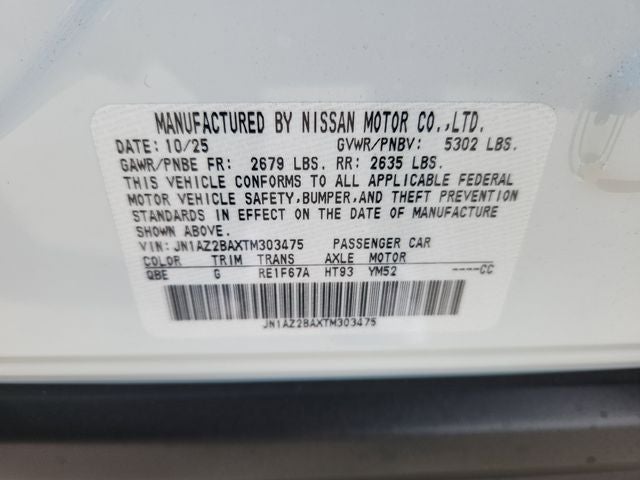 MANUFACTURED BY NISSAN MOTOR CO.,LTD.
DATE: 10/25 GVWR/PNBV: 5302 LBS.
GAWR/PNBE FR: 2679 LBS. RR: 2635 LBS.
THIS VEHICLE CONFORMS TO ALL APPLICABLE FEDERAL
MOTOR VEHICLE SAFETY,BUMPER,AND THEFT PREVENTION
STANDARDS IN EFFECT ON THE DATE OF MANUFACTURE
SHOWN ABOVE.
VIN: JN1AZ2BAXTM303475 PASSENGER CAR
COLOR TRIM TRANS AXLE MOTOR
QBE G RE1F67A HT93 YM52 ----CC
JN1AZ2BAXTM303475